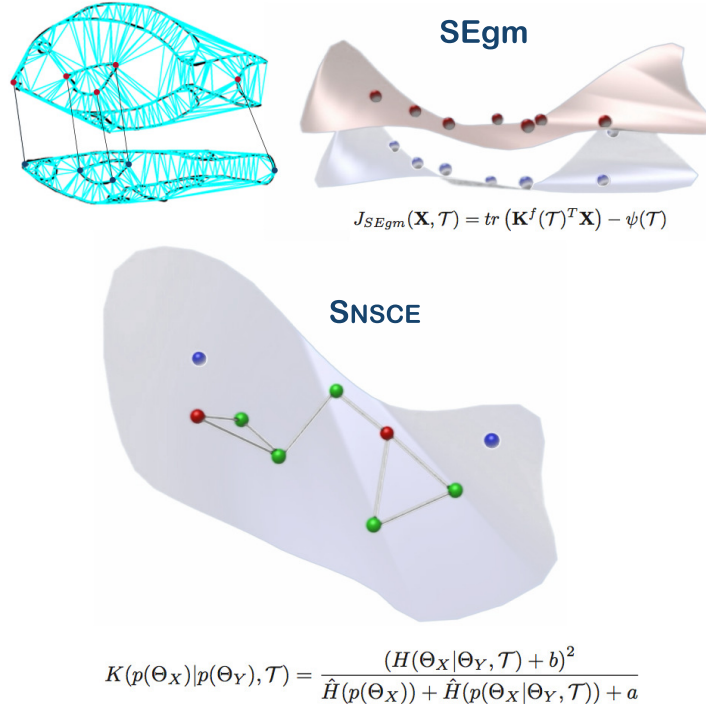 SEgm
J_{SEgm}(𝐗, 𝒯) = tr (𝐊^f(𝒯)^T 𝐗) − ψ(𝒯)
SNSCE
K(p(Θ_X)|p(Θ_Y), 𝒯) = (H(Θ_X|Θ_Y, 𝒯) + b)^2 / (Ĥ(p(Θ_X)) + Ĥ(p(Θ_X|Θ_Y, 𝒯)) + a)